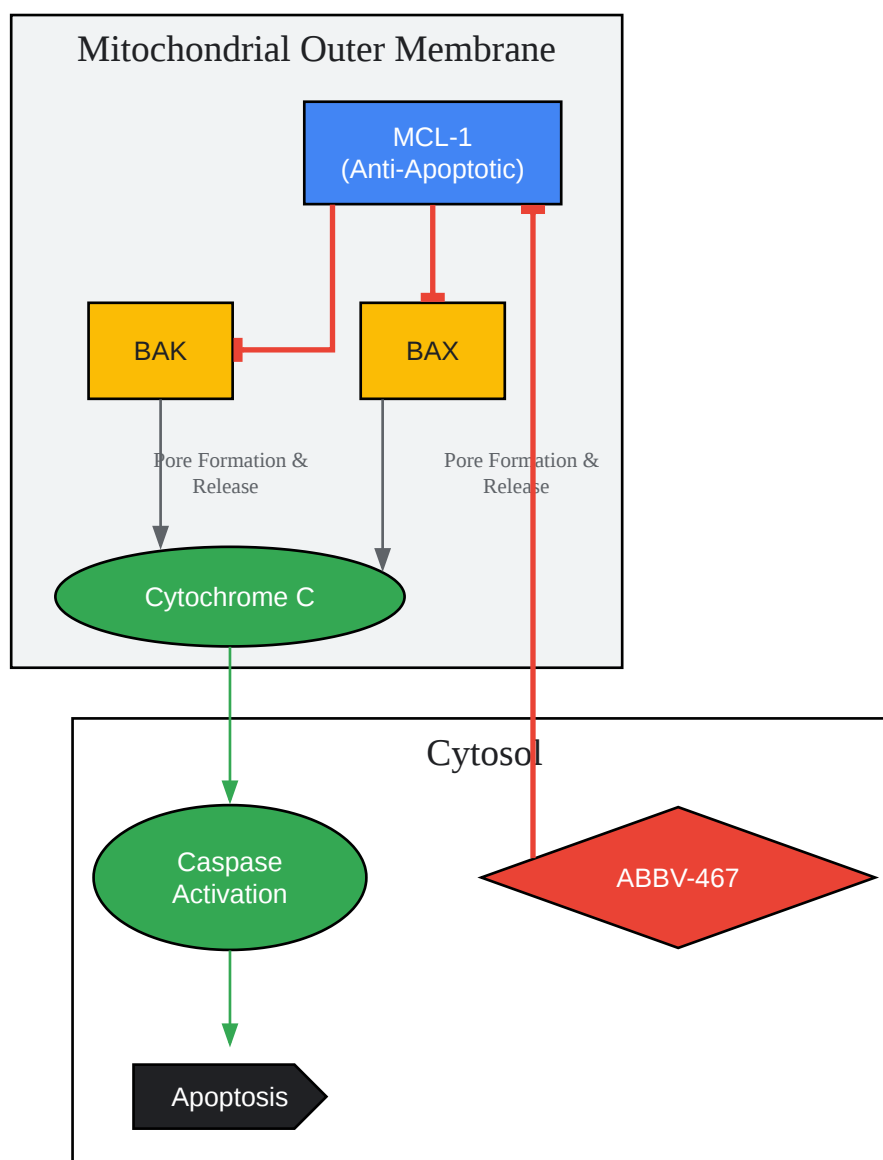 Mitochondrial Outer Membrane
MCL-1
(Anti-Apoptotic)
BAK
BAX
Pore Formation &
Release
Pore Formation &
Release
Cytochrome C
Cytosol
Caspase
Activation
ABBV-467
Apoptosis